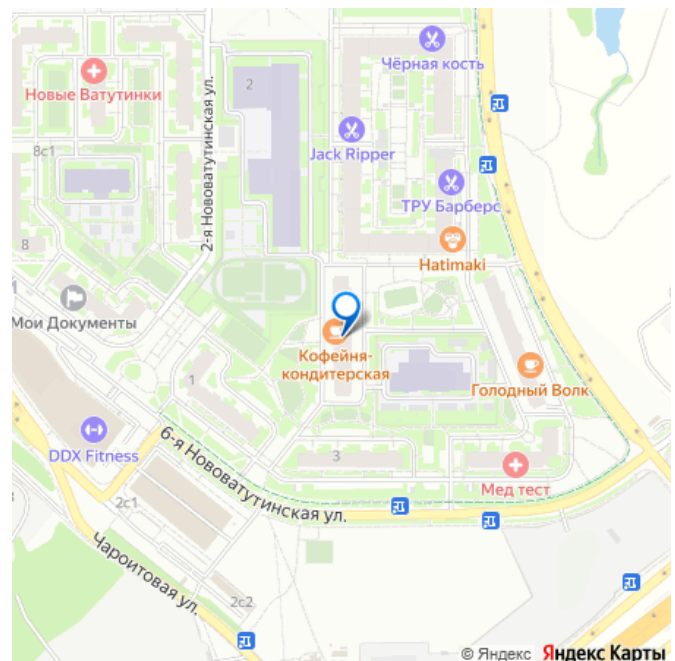 Чёрная кость
2
Новые Ватутинки
2-я Нововатутинская ул.
Jack Ripper
8с1
ТРУ Барберс
8
Hatimaki
1
Мои Документы
Кофейня-
кондитерская
1
Голодный Волк
DDX Fitness
6-я Нововатутинская ул.
3
Мед тест
2с1
Чароитовая ул.
2с2
© Яндекс Яндекс Карты